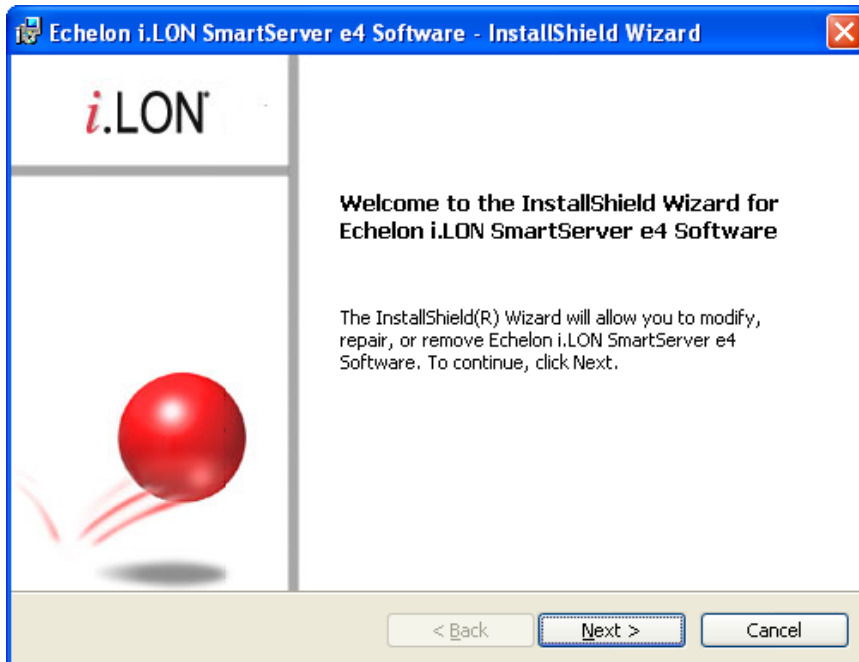 Echelon i.LON SmartServer e4 Software - InstallShield Wizard
i.LON®
Welcome to the InstallShield Wizard for
Echelon i.LON SmartServer e4 Software
The InstallShield(R) Wizard will allow you to modify,
repair, or remove Echelon i.LON SmartServer e4
Software. To continue, click Next.
< Back
Next >
Cancel